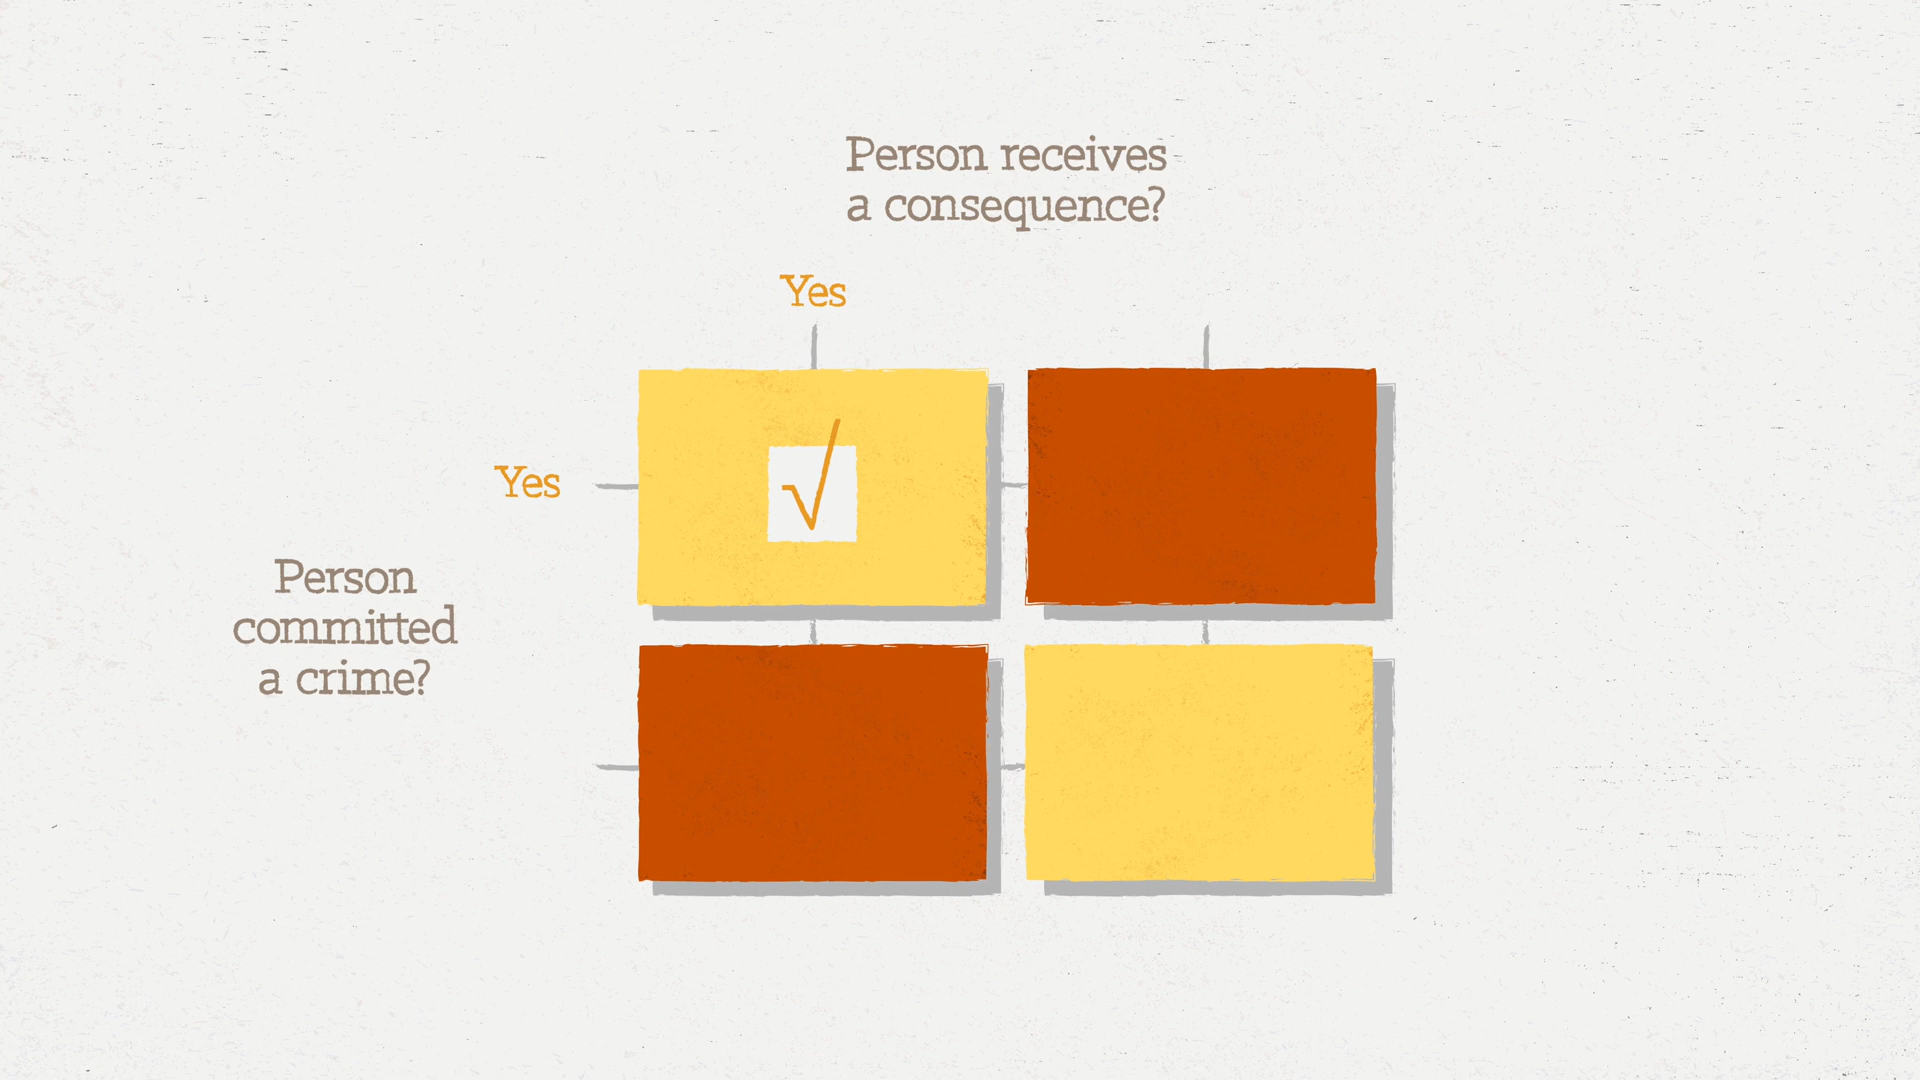 Person receives
a consequence?
Yes
Yes
Person
committed
a crime?